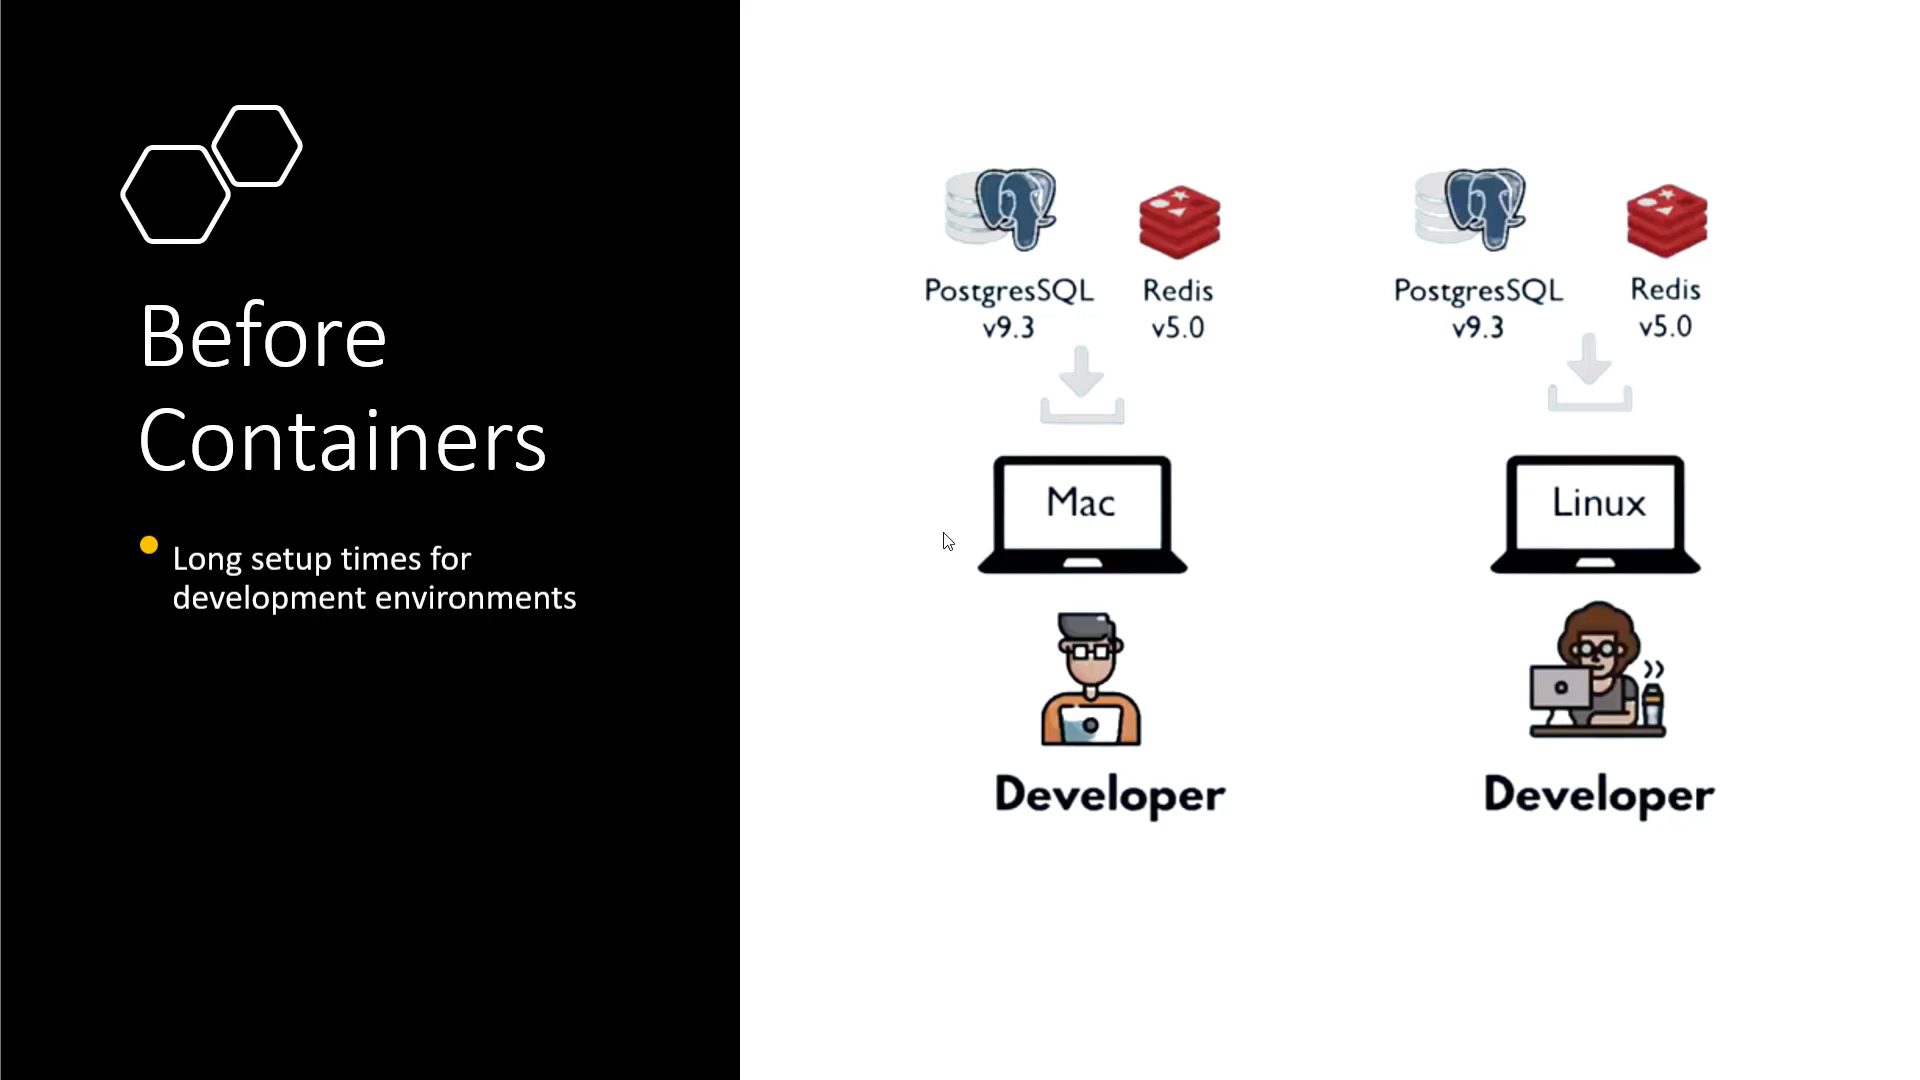 Before
Containers
Long setup times for
development environments
PostgresSQL
v9.3
Redis
v5.0
PostgresSQL
v9.3
Redis
v5.0
Mac
Linux
Developer
Developer